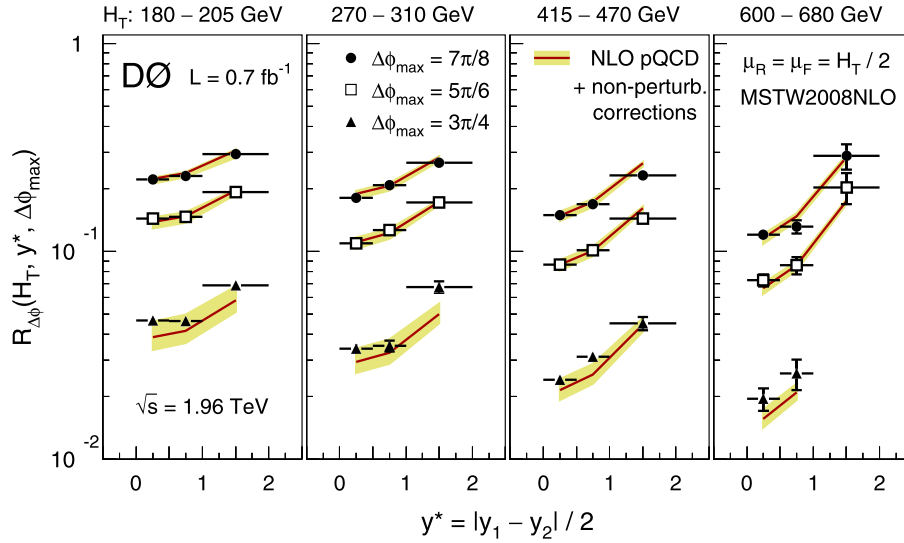 H_T: 180 – 205 GeV
270 – 310 GeV
415 – 470 GeV
600 – 680 GeV
DØ L = 0.7 fb⁻¹
√s = 1.96 TeV
Δϕ_max = 7π/8
Δϕ_max = 5π/6
Δϕ_max = 3π/4
NLO pQCD
+ non-perturb.
corrections
μ_R = μ_F = H_T / 2
MSTW2008NLO
R_Δϕ(H_T, y*, Δϕ_max)
1
10⁻¹
10⁻²
0 1 2
0 1 2
0 1 2
0 1 2
y* = |y_1 – y_2| / 2